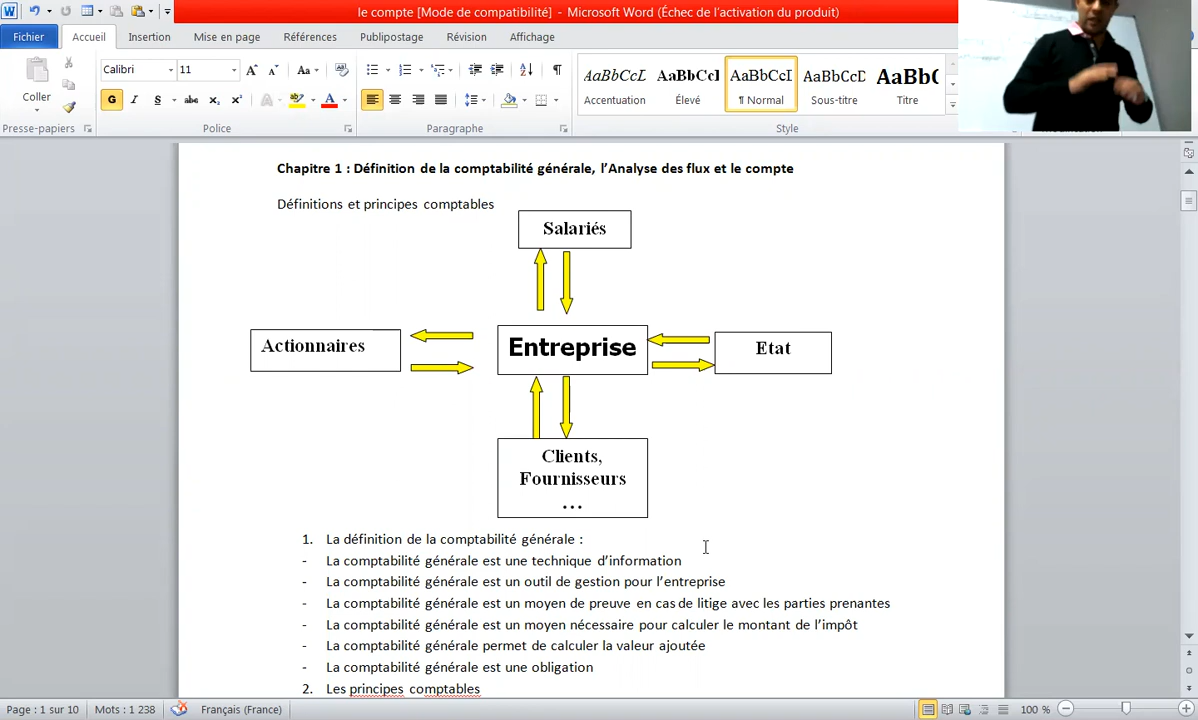 le compte [Mode de compatibilité] - Microsoft Word (Échec de l'activation du produit)
Fichier Accueil Insertion Mise en page Références Publipostage Révision Affichage
Calibri 11
Coller
G I S abc x₂ x² A A Aa
AaBbCcL AaBbCcI AaBbCcI AaBbCcD AaBbC
Accentuation Élevé ¶ Normal Sous-titre Titre
Presse-papiers Police Paragraphe Style
Chapitre 1 : Définition de la comptabilité générale, l'Analyse des flux et le compte
Définitions et principes comptables
Salariés
Actionnaires
Entreprise
Etat
Clients,
Fournisseurs
…
1. La définition de la comptabilité générale :
- La comptabilité générale est une technique d'information
- La comptabilité générale est un outil de gestion pour l'entreprise
- La comptabilité générale est un moyen de preuve en cas de litige avec les parties prenantes
- La comptabilité générale est un moyen nécessaire pour calculer le montant de l'impôt
- La comptabilité générale permet de calculer la valeur ajoutée
- La comptabilité générale est une obligation
2. Les principes comptables
Page : 1 sur 10 Mots : 1 238 Français (France) 100 %